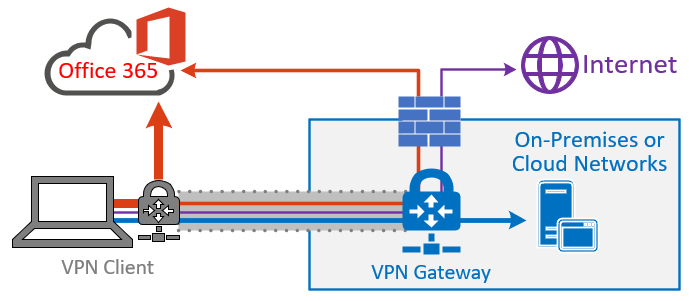 Office 365
Internet
On-Premises or
Cloud Networks
VPN Client
VPN Gateway